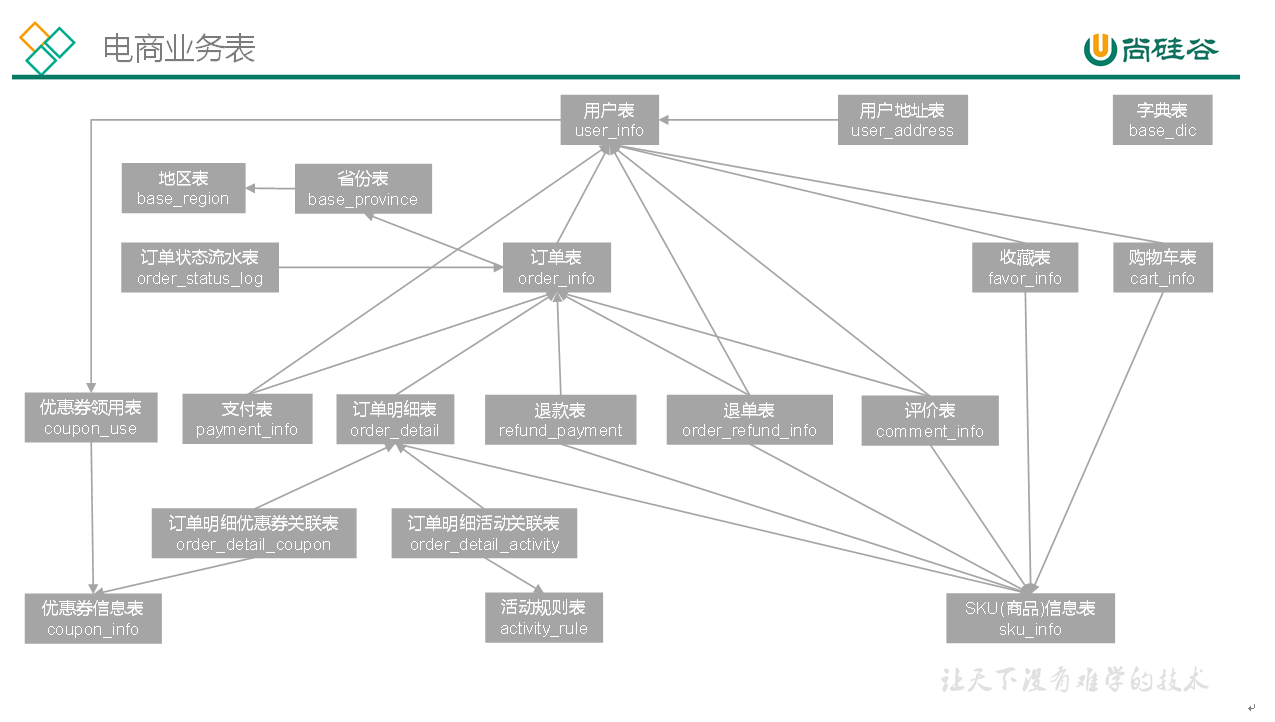 电商业务表
尚硅谷
用户表
user_info
用户地址表
user_address
字典表
base_dic
地区表
base_region
省份表
base_province
订单状态流水表
order_status_log
订单表
order_info
收藏表
favor_info
购物车表
cart_info
优惠券领用表
coupon_use
支付表
payment_info
订单明细表
order_detail
退款表
refund_payment
退单表
order_refund_info
评价表
comment_info
订单明细优惠券关联表
order_detail_coupon
订单明细活动关联表
order_detail_activity
优惠券信息表
coupon_info
活动规则表
activity_rule
SKU(商品)信息表
sku_info
让天下没有难学的技术